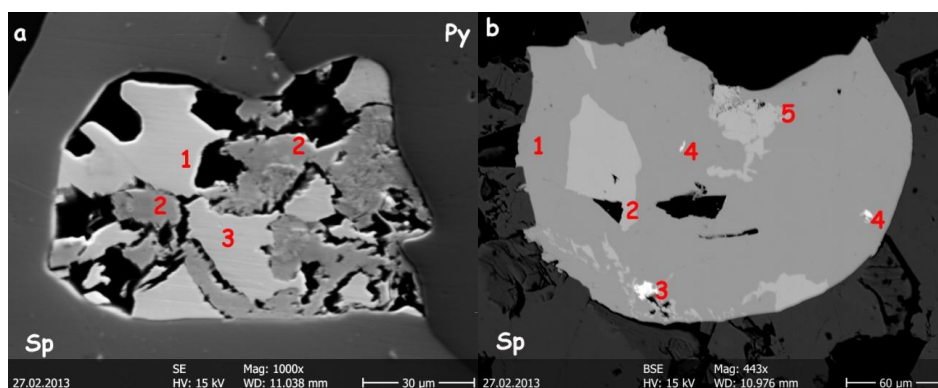 a
Py
1
2
2
3
Sp
SE
Mag: 1000x
27.02.2013
HV: 15 kV
WD: 11.038 mm
30 µm
b
1
4
5
2
4
3
Sp
BSE
Mag: 443x
27.02.2013
HV: 15 kV
WD: 10.976 mm
60 µm